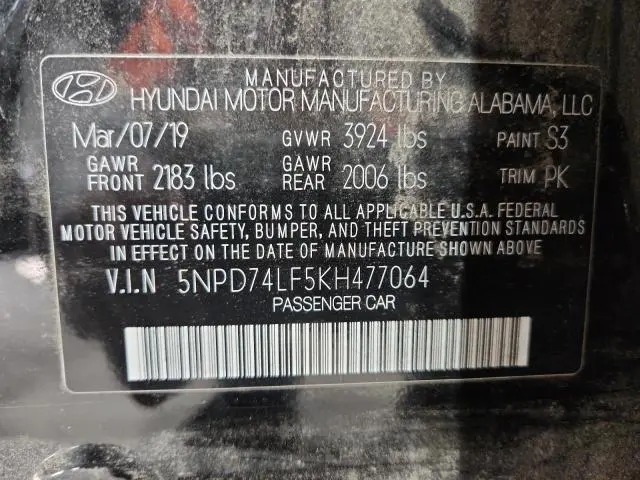 MANUFACTURED BY
HYUNDAI MOTOR MANUFACTURING ALABAMA, LLC
Mar/07/19 GVWR 3924 lbs PAINT S3
GAWR FRONT 2183 lbs GAWR REAR 2006 lbs TRIM PK
THIS VEHICLE CONFORMS TO ALL APPLICABLE U.S.A. FEDERAL
MOTOR VEHICLE SAFETY, BUMPER, AND THEFT PREVENTION STANDARDS
IN EFFECT ON THE DATE OF MANUFACTURE SHOWN ABOVE.
V.I.N 5NPD74LF5KH477064
PASSENGER CAR